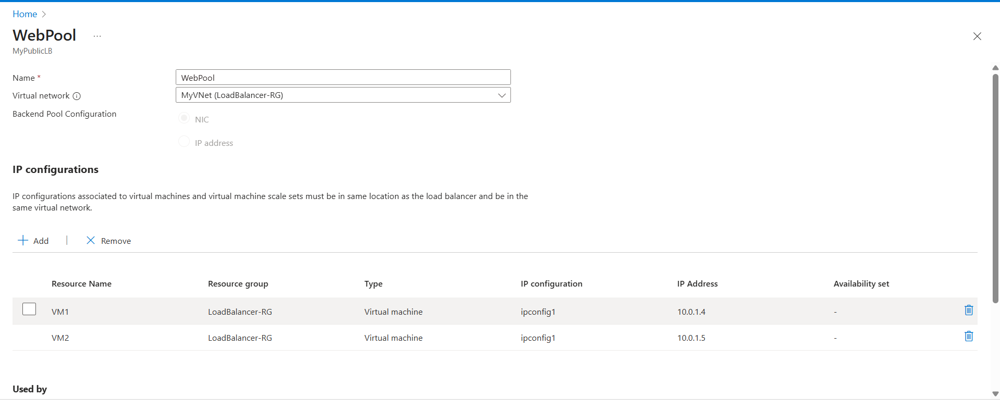 Home
WebPool ...
MyPublicLB
Name * WebPool
Virtual network MyVNet (LoadBalancer-RG)
Backend Pool Configuration
NIC
IP address
IP configurations
IP configurations associated to virtual machines and virtual machine scale sets must be in same location as the load balancer and be in the
same virtual network.
Add | Remove
Resource Name Resource group Type IP configuration IP Address Availability set
VM1 LoadBalancer-RG Virtual machine ipconfig1 10.0.1.4 -
VM2 LoadBalancer-RG Virtual machine ipconfig1 10.0.1.5 -
Used by